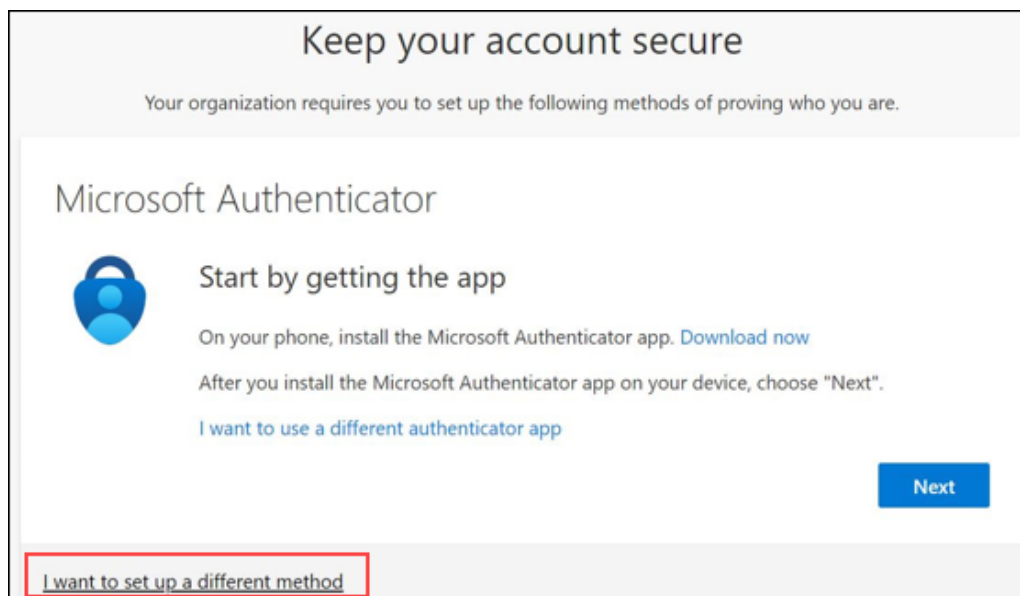 Keep your account secure
Your organization requires you to set up the following methods of proving who you are.
Microsoft Authenticator
Start by getting the app
On your phone, install the Microsoft Authenticator app. Download now
After you install the Microsoft Authenticator app on your device, choose "Next".
I want to use a different authenticator app
Next
I want to set up a different method